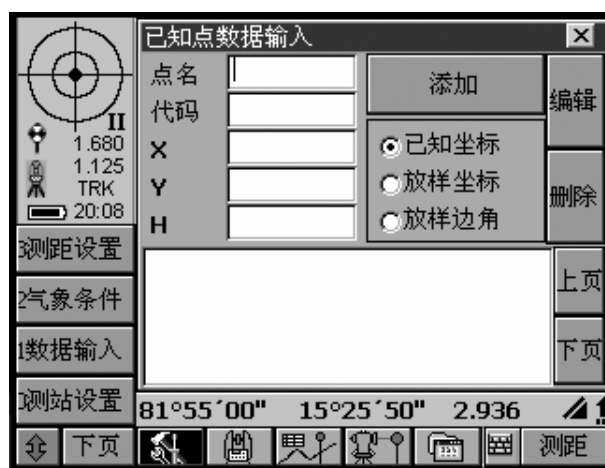 已知点数据输入
点名
添加
编辑
代码
II
1.680
X
已知坐标
1.125
TRK
Y
放样坐标
删除
20:08
H
放样边角
3测距设置
上页
2气象条件
1数据输入
下页
测站设置
81°55′00" 15°25′50" 2.936
下页
测距